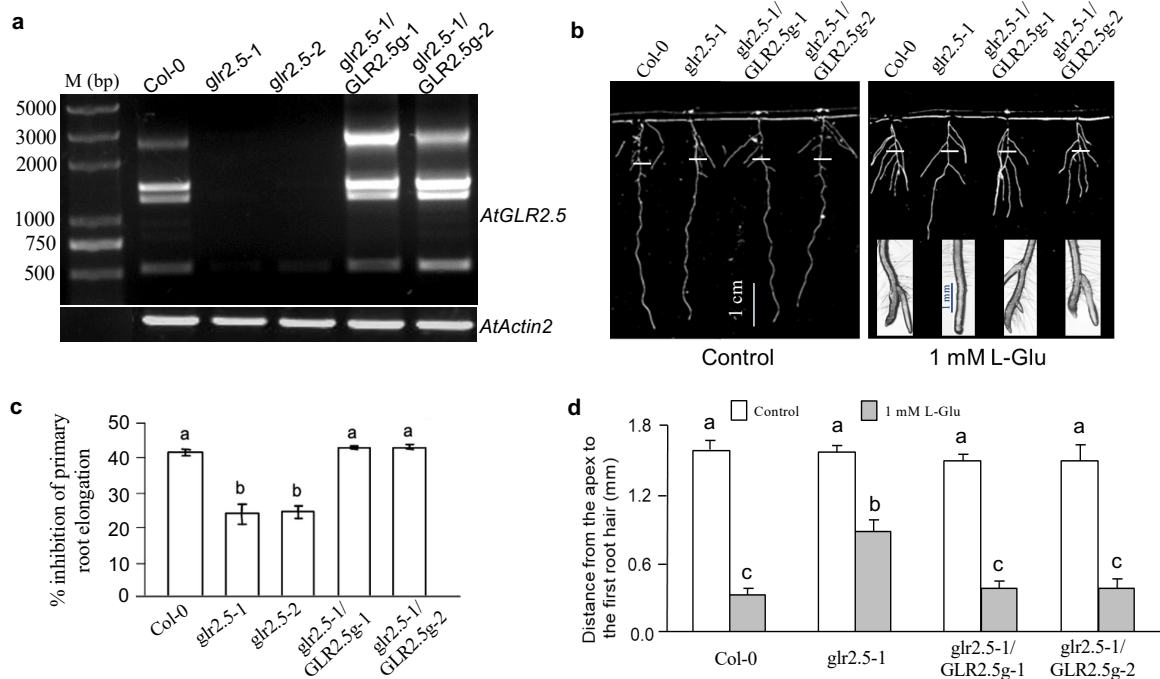 a
M (bp)
Col-0
glr2.5-1
glr2.5-2
glr2.5-1/
GLR2.5g-1
glr2.5-1/
GLR2.5g-2
5000
3000
2000
1000
750
500
AtGLR2.5
AtActin2
b
Col-0
glr2.5-1
glr2.5-1/
GLR2.5g-1
glr2.5-1/
GLR2.5g-2
Col-0
glr2.5-1
glr2.5-1/
GLR2.5g-1
glr2.5-1/
GLR2.5g-2
1 cm
1 mm
Control
1 mM L-Glu
c
% inhibition of primary
root elongation
50
40
30
20
10
0
a
b
b
a
a
Col-0
glr2.5-1
glr2.5-2
glr2.5-1/
GLR2.5g-1
glr2.5-1/
GLR2.5g-2
d
Control
1 mM L-Glu
Distance from the apex to
the first root hair (mm)
1.8
1.2
0.6
0.0
a
c
a
b
a
c
a
c
Col-0
glr2.5-1
glr2.5-1/
GLR2.5g-1
glr2.5-1/
GLR2.5g-2